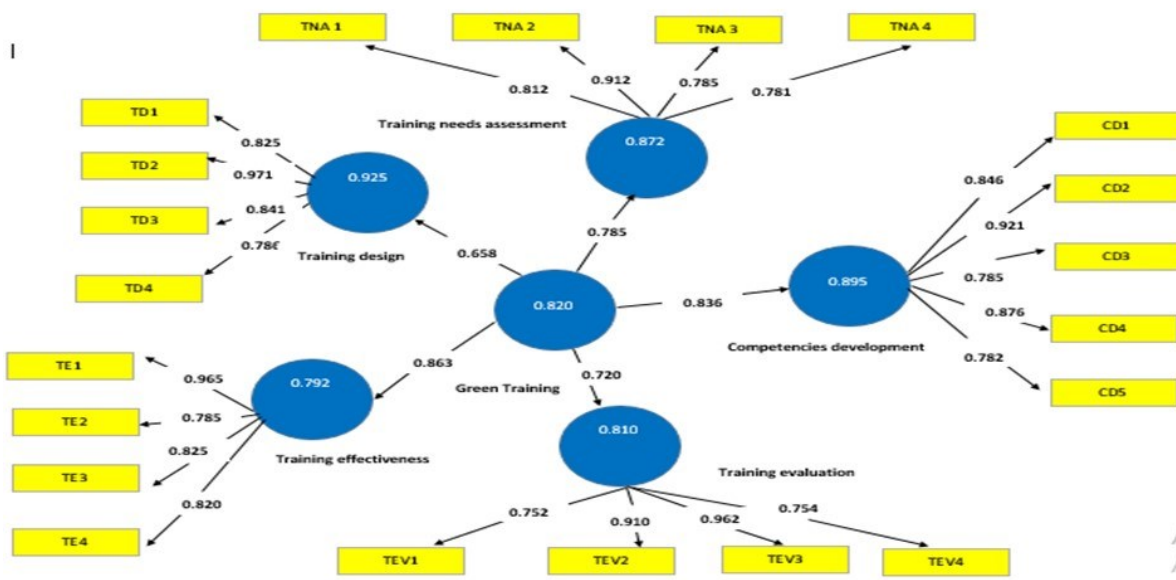 TNA 1
TNA 2
TNA 3
TNA 4
I
0.812
0.912
0.785
0.781
Training needs assessment
0.872
TD1
TD2
TD3
TD4
0.825
0.971
0.841
0.786
0.925
Training design
0.658
0.785
CD1
CD2
CD3
CD4
CD5
0.846
0.921
0.785
0.876
0.782
0.895
0.836
Competencies development
0.820
Green Training
0.863
0.720
TE1
TE2
TE3
TE4
0.965
0.785
0.825
0.820
0.792
Training effectiveness
0.810
Training evaluation
0.752
0.910
0.962
0.754
TEV1
TEV2
TEV3
TEV4